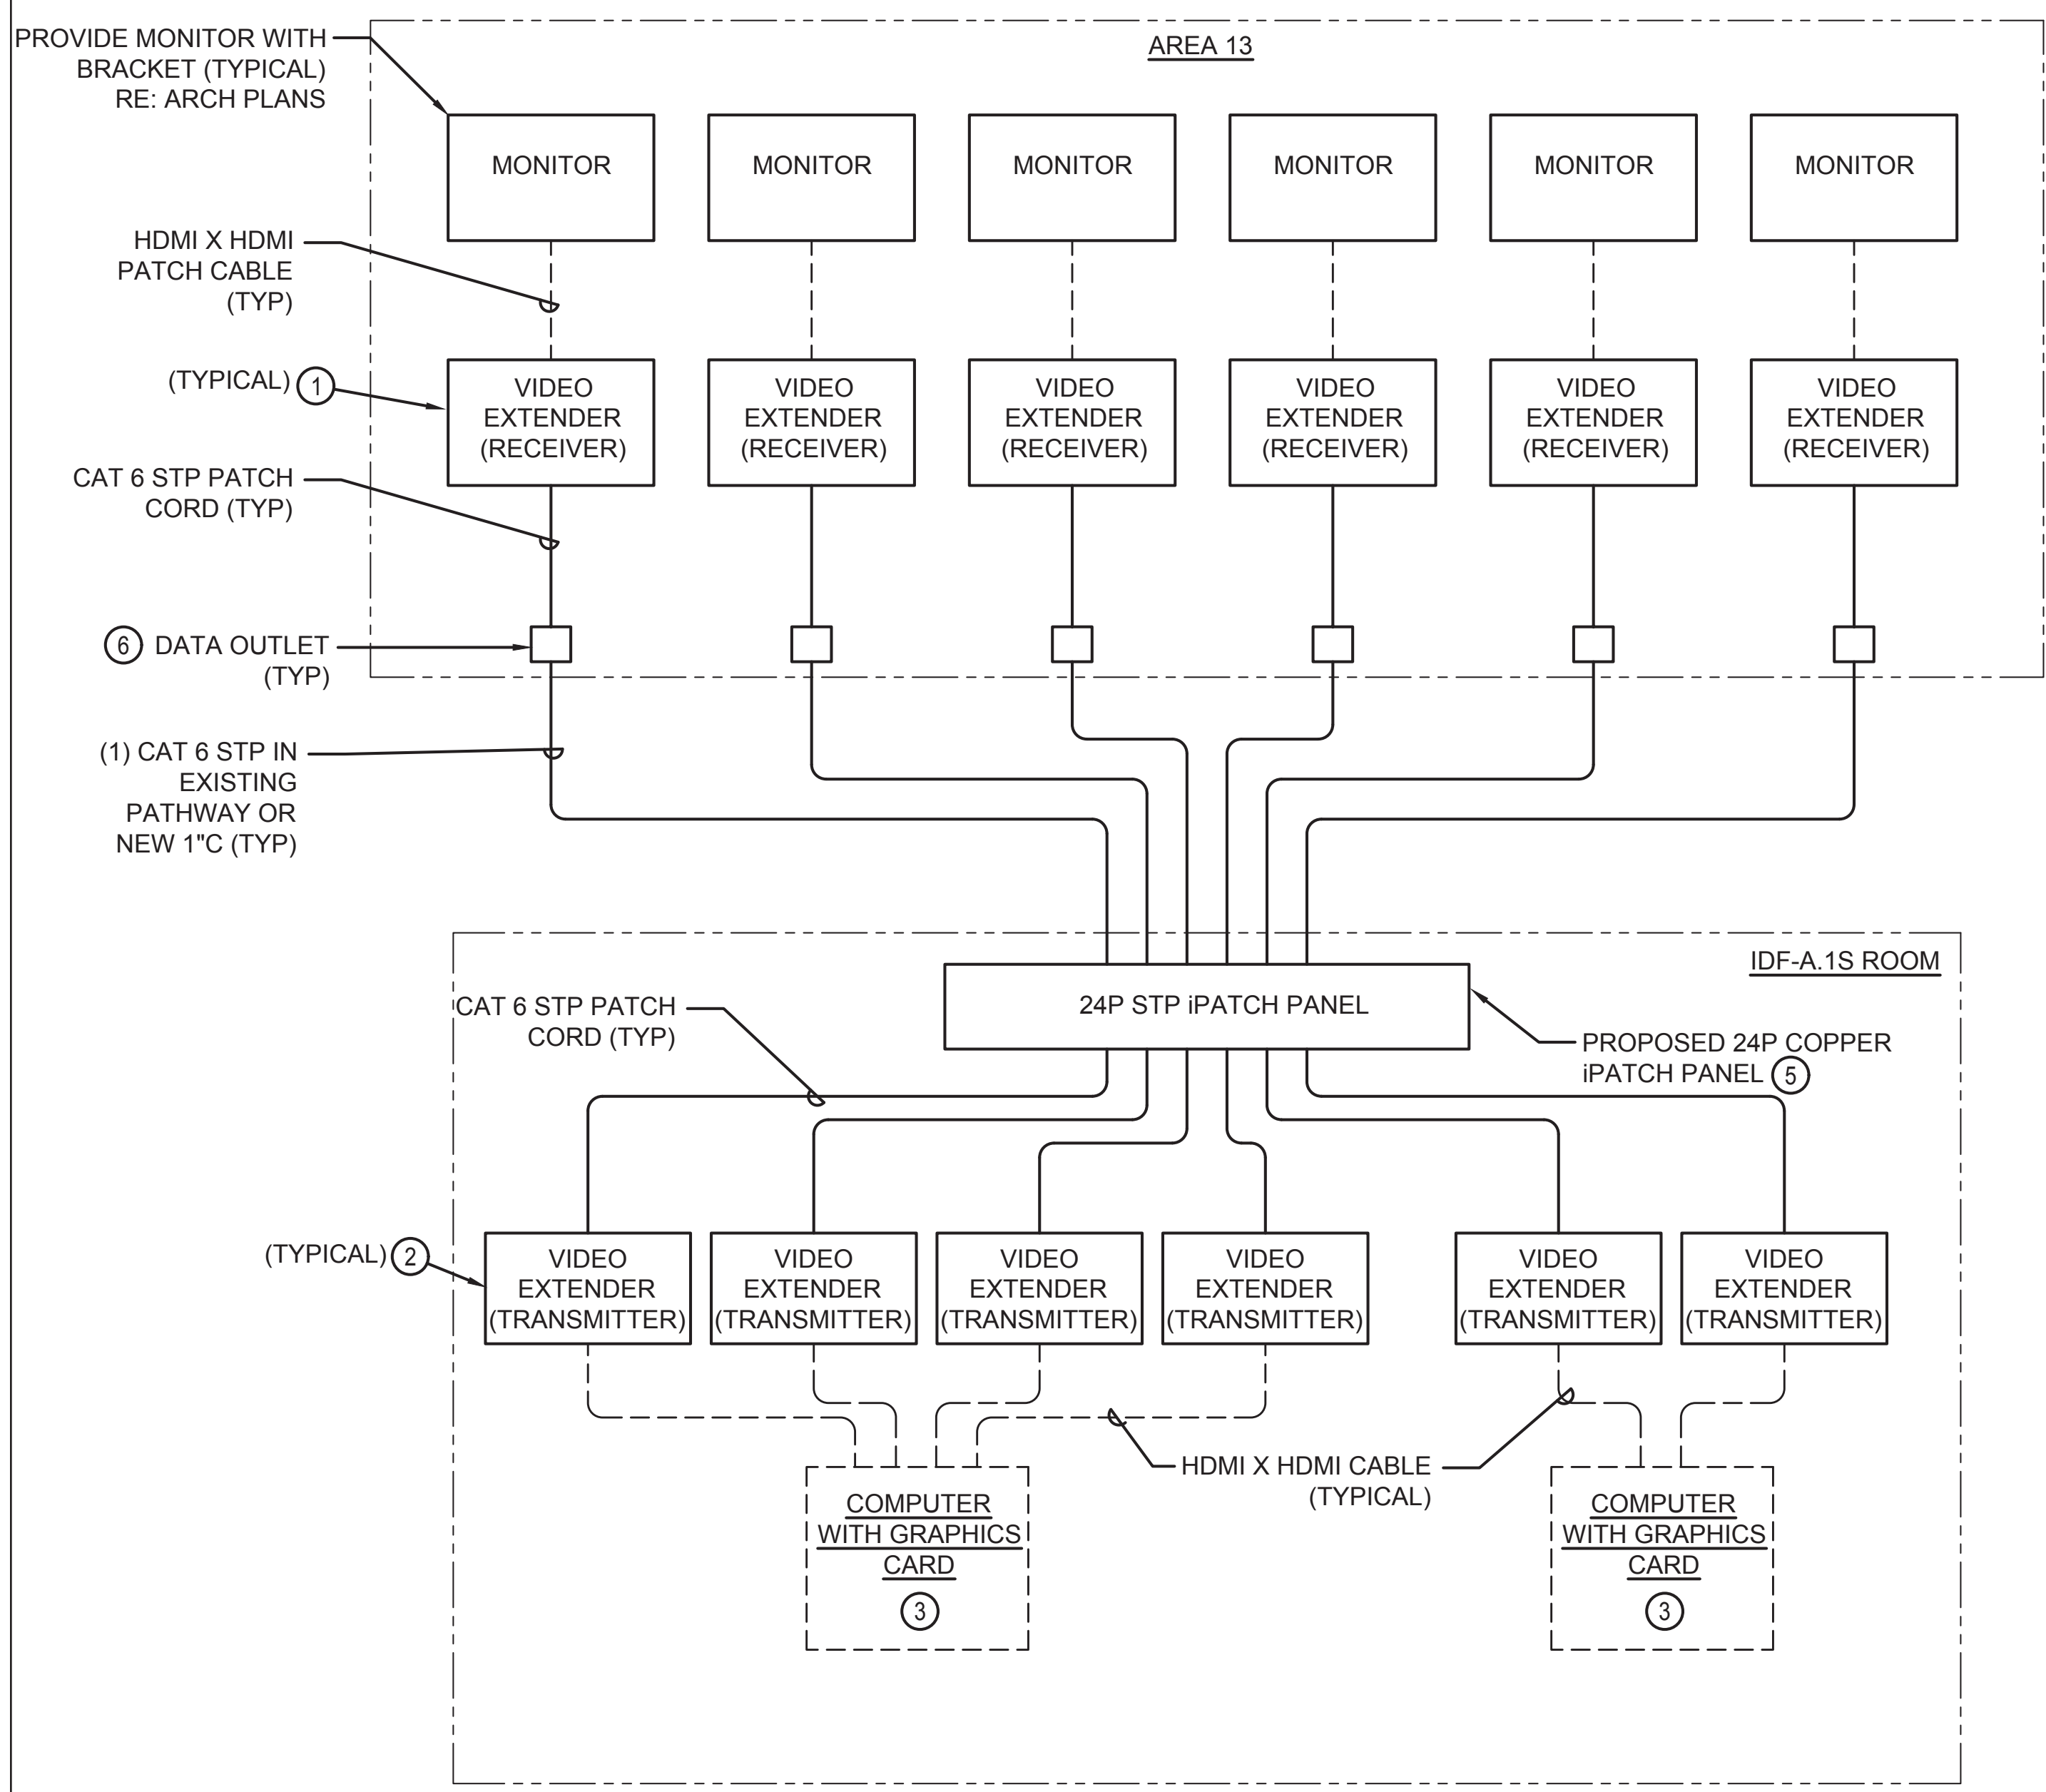 PROVIDE MONITOR WITH
BRACKET (TYPICAL)
RE: ARCH PLANS
AREA 13
MONITOR
MONITOR
MONITOR
MONITOR
MONITOR
MONITOR
HDMI X HDMI
PATCH CABLE
(TYP)
(TYPICAL) 1
VIDEO
EXTENDER
(RECEIVER)
VIDEO
EXTENDER
(RECEIVER)
VIDEO
EXTENDER
(RECEIVER)
VIDEO
EXTENDER
(RECEIVER)
VIDEO
EXTENDER
(RECEIVER)
VIDEO
EXTENDER
(RECEIVER)
CAT 6 STP PATCH
CORD (TYP)
6 DATA OUTLET
(TYP)
(1) CAT 6 STP IN
EXISTING
PATHWAY OR
NEW 1"C (TYP)
IDF-A.1S ROOM
24P STP iPATCH PANEL
CAT 6 STP PATCH
CORD (TYP)
PROPOSED 24P COPPER
iPATCH PANEL 5
(TYPICAL) 2
VIDEO
EXTENDER
(TRANSMITTER)
VIDEO
EXTENDER
(TRANSMITTER)
VIDEO
EXTENDER
(TRANSMITTER)
VIDEO
EXTENDER
(TRANSMITTER)
VIDEO
EXTENDER
(TRANSMITTER)
VIDEO
EXTENDER
(TRANSMITTER)
HDMI X HDMI CABLE
(TYPICAL)
COMPUTER
WITH GRAPHICS
CARD
3
COMPUTER
WITH GRAPHICS
CARD
3